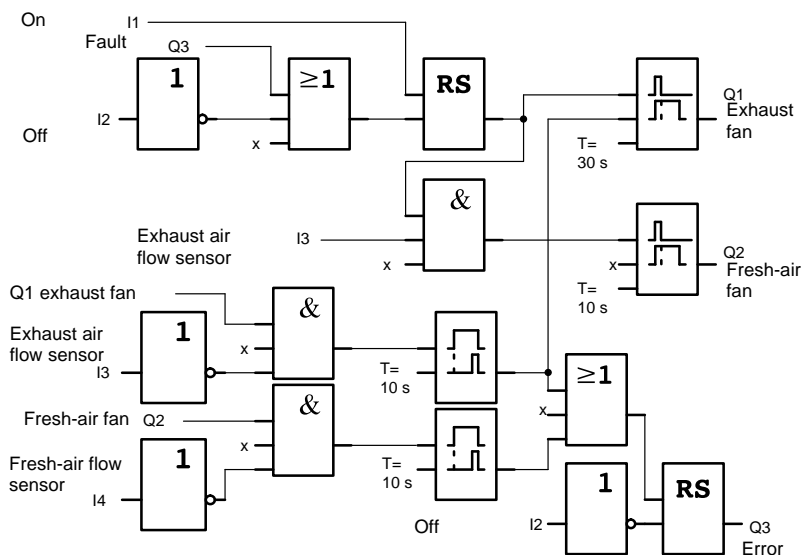 On I1
Fault Q3
1
≥1
RS
Q1
Exhaust
fan
I2
Off
x
T=
30 s
&
Exhaust air
flow sensor
I3
x
x
Q2
Fresh-air
fan
T=
10 s
Q1 exhaust fan
&
1
Exhaust air
flow sensor
x
I3
T=
10 s
≥1
x
Fresh-air fan Q2
&
x
1
Fresh-air flow
sensor
I4
T=
10 s
Off
I2
1
RS
Q3
Error